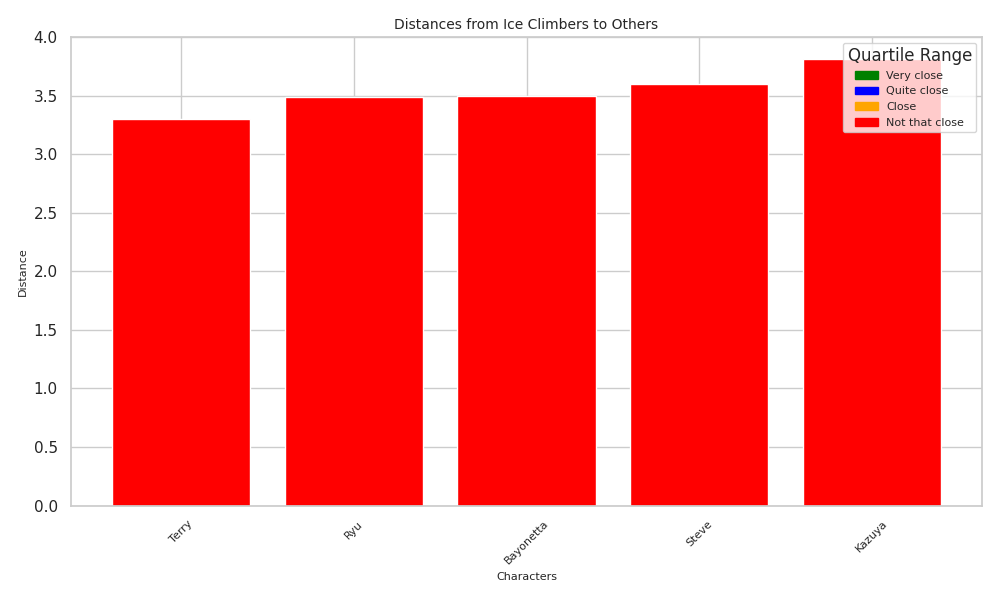 Distances from Ice Climbers to Others
Quartile Range
Very close
Quite close
Close
Not that close
Distance
4.0
3.5
3.0
2.5
2.0
1.5
1.0
0.5
0.0
Terry
Ryu
Bayonetta
Steve
Kazuya
Characters